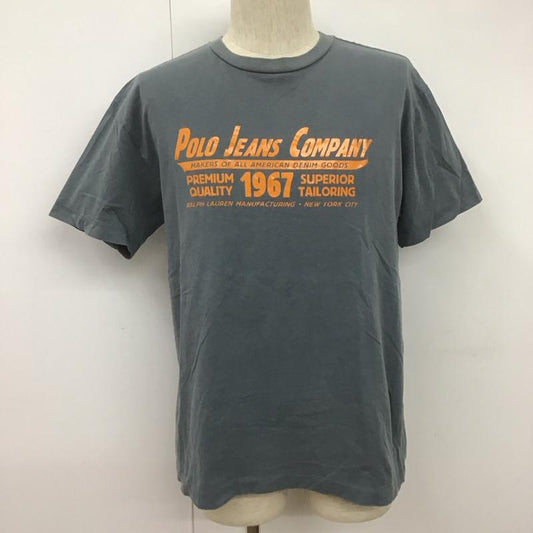 POLO JEANS COMPANY
MAKERS OF ALL AMERICAN DENIM GOODS
PREMIUM QUALITY 1967 SUPERIOR TAILORING
RALPH LAUREN MANUFACTURING • NEW YORK CITY